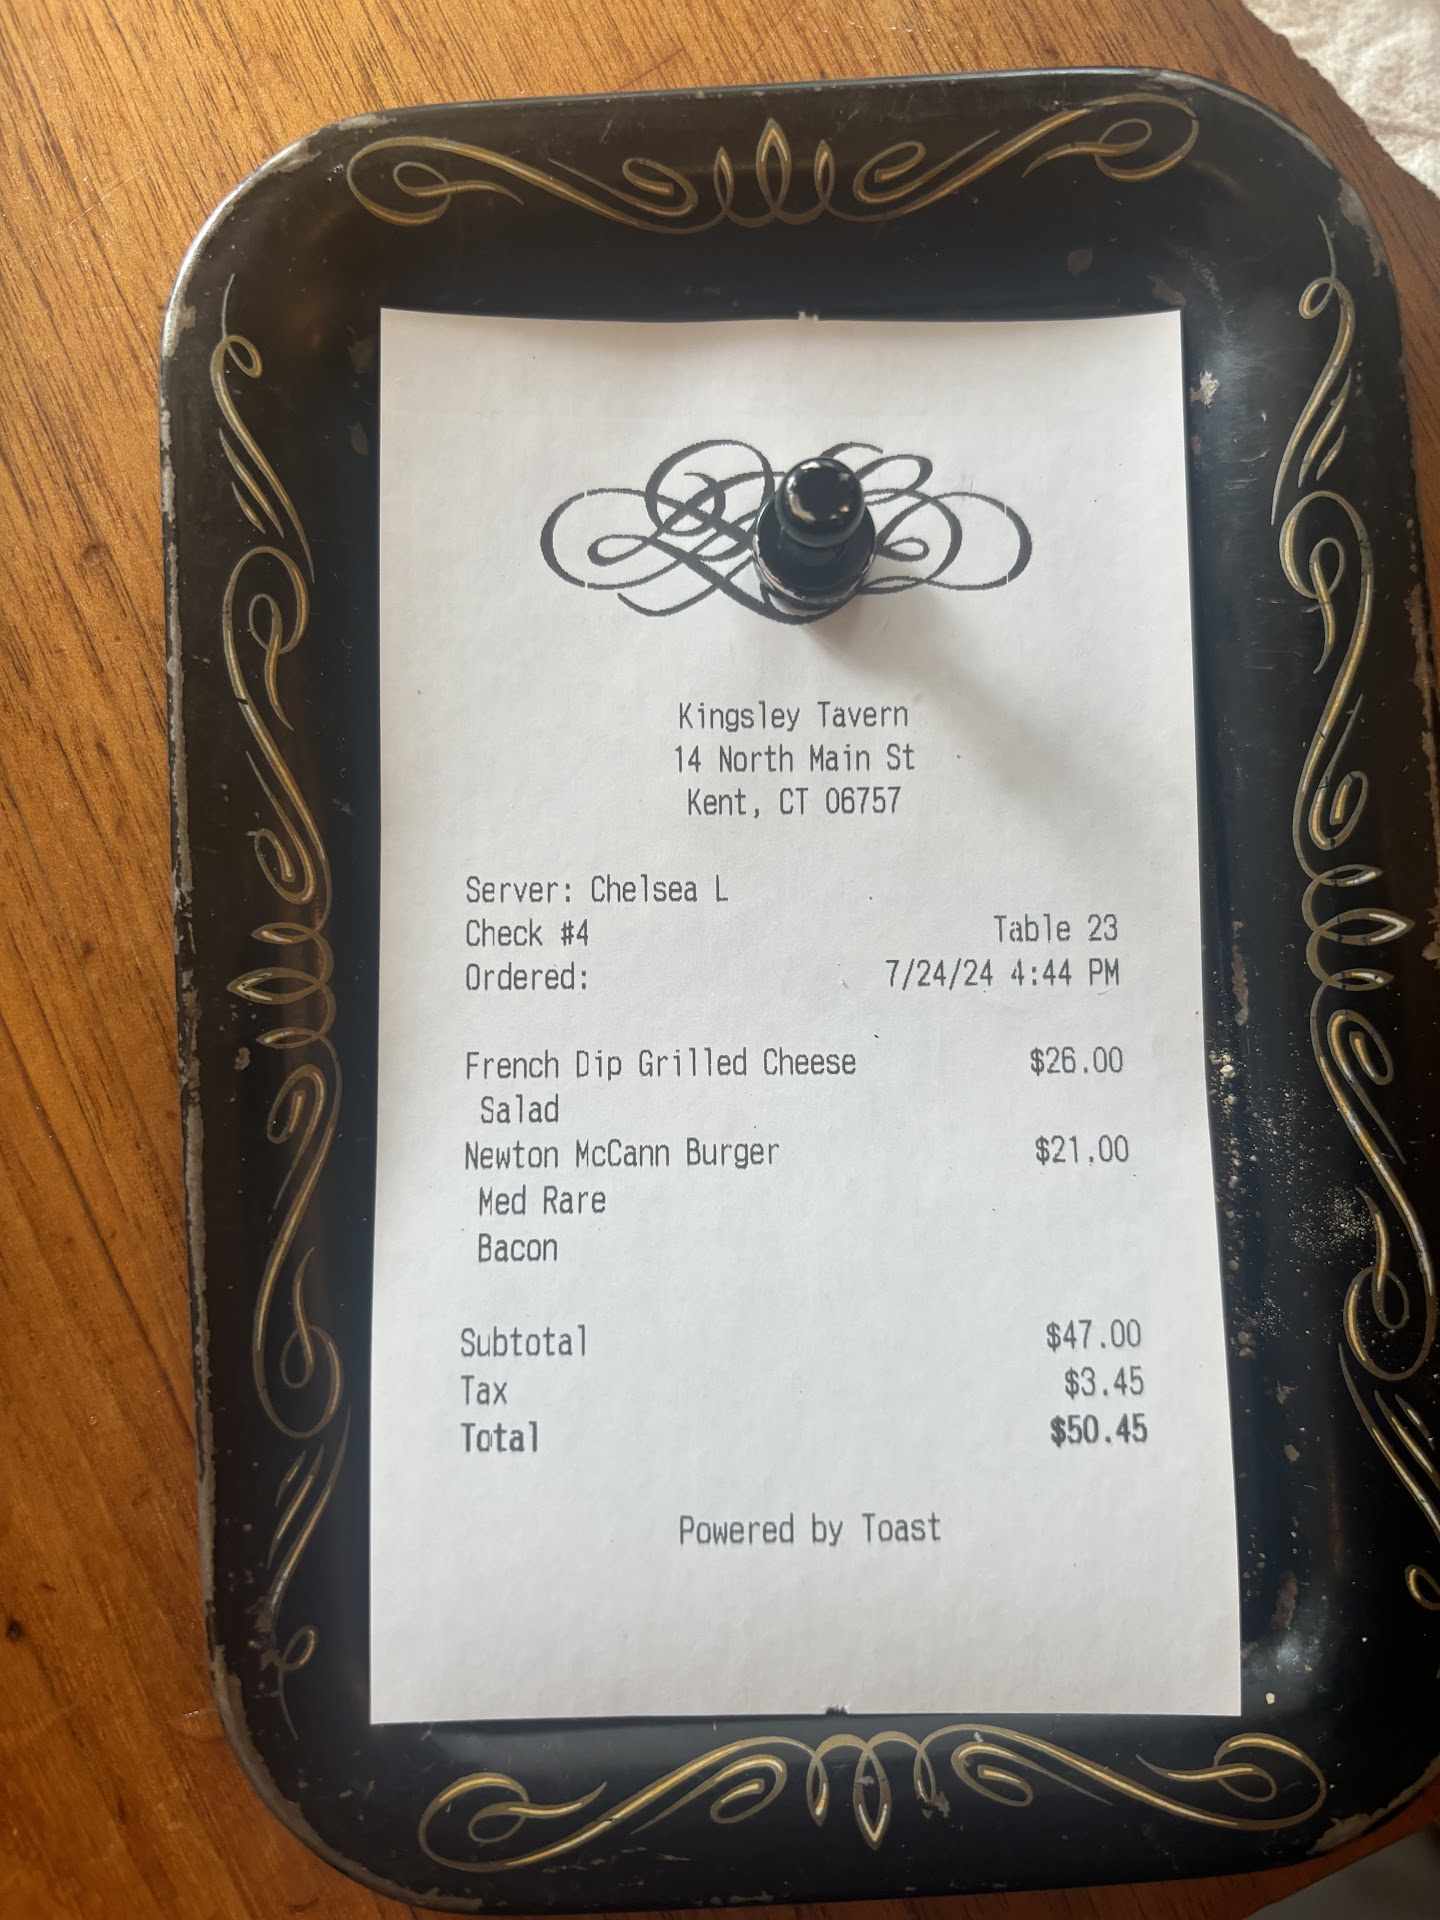 Kingsley Tavern
14 North Main St
Kent, CT 06757
Server: Chelsea L
Check #4 Table 23
Ordered: 7/24/24 4:44 PM
French Dip Grilled Cheese $26.00
Salad
Newton McCann Burger $21.00
Med Rare
Bacon
Subtotal $47.00
Tax $3.45
Total $50.45
Powered by Toast